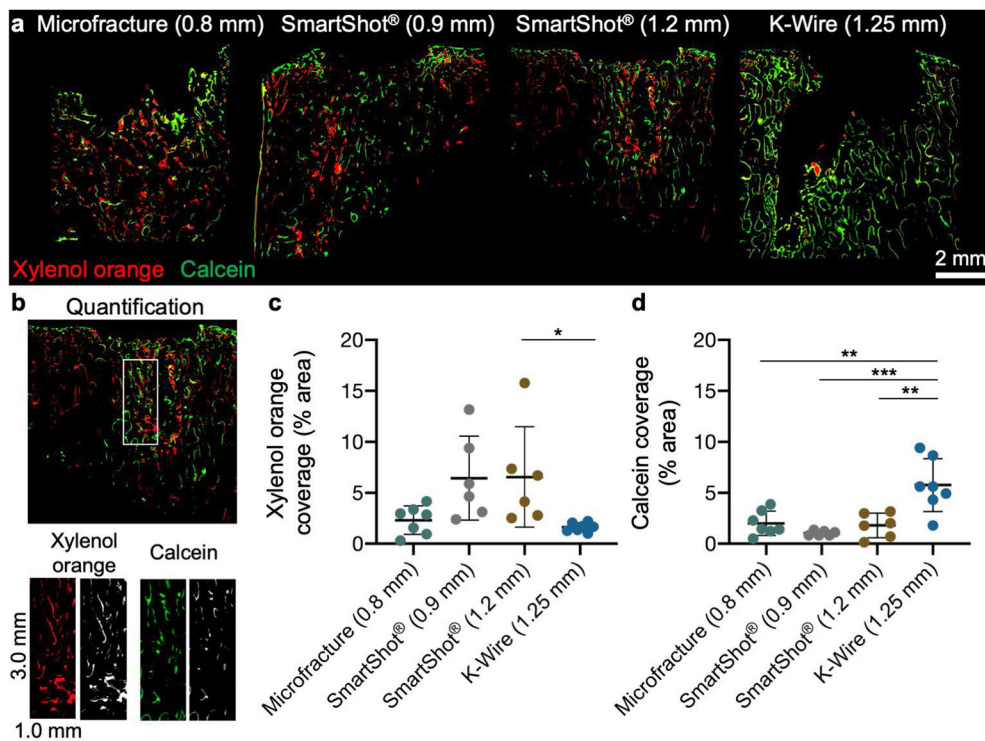 a Microfracture (0.8 mm) SmartShot® (0.9 mm) SmartShot® (1.2 mm) K-Wire (1.25 mm)
Xylenol orange Calcein
2 mm
b
Quantification
Xylenol orange
Calcein
3.0 mm
1.0 mm
c
Xylenol orange
coverage (% area)
20
15
10
5
0
*
Microfracture (0.8 mm)
SmartShot® (0.9 mm)
SmartShot® (1.2 mm)
K-Wire (1.25 mm)
d
Calcein coverage
(% area)
20
15
10
5
0
**
***
**
Microfracture (0.8 mm)
SmartShot® (0.9 mm)
SmartShot® (1.2 mm)
K-Wire (1.25 mm)